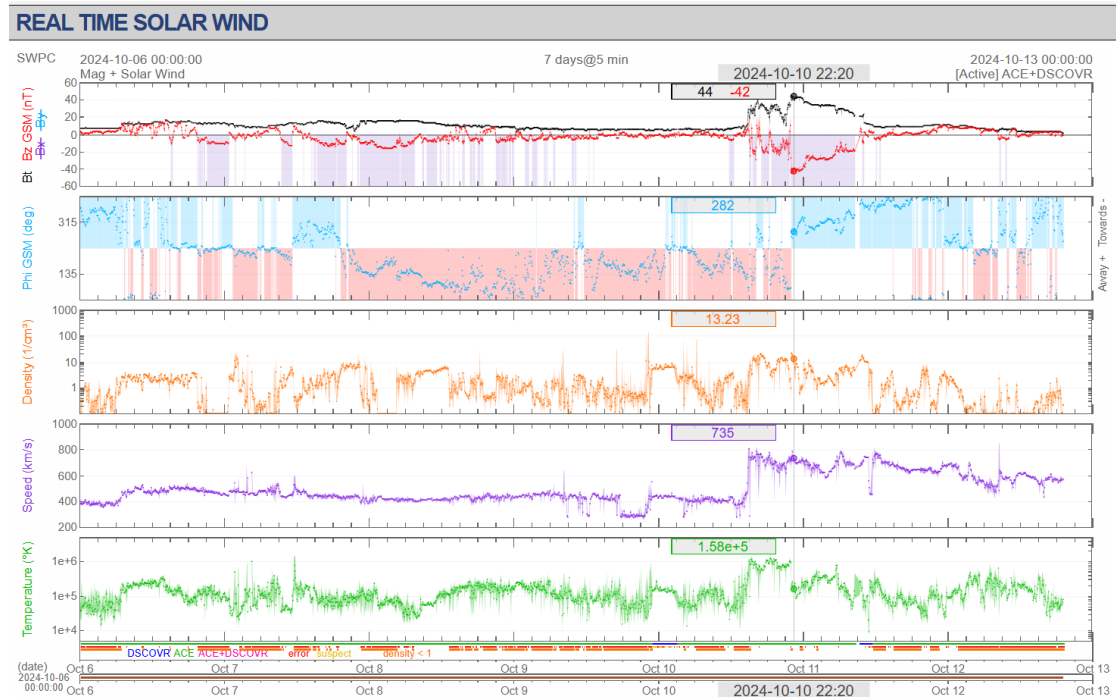 REAL TIME SOLAR WIND
SWPC 2024-10-06 00:00:00 7 days@5 min 2024-10-13 00:00:00
Mag + Solar Wind 2024-10-10 22:20 [Active] ACE+DSCOVR
Bt Bz GSM (nT)
Bx By
60
40
20
0
-20
-40
-60
44 -42
Phi GSM (deg)
315
135
282
Away + Towards -
Density (1/cm³)
1000
100
10
1
13.23
Speed (km/s)
1000
800
600
400
200
735
Temperature (°K)
1e+6
1e+5
1e+4
1.58e+5
DSCOVR ACE ACE+DSCOVR error suspect density < 1
(date) Oct 6 Oct 7 Oct 8 Oct 9 Oct 10 Oct 11 Oct 12 Oct 13
2024-10-06
00:00:00 Oct 6 Oct 7 Oct 8 Oct 9 Oct 10 2024-10-10 22:20 Oct 12 Oct 13